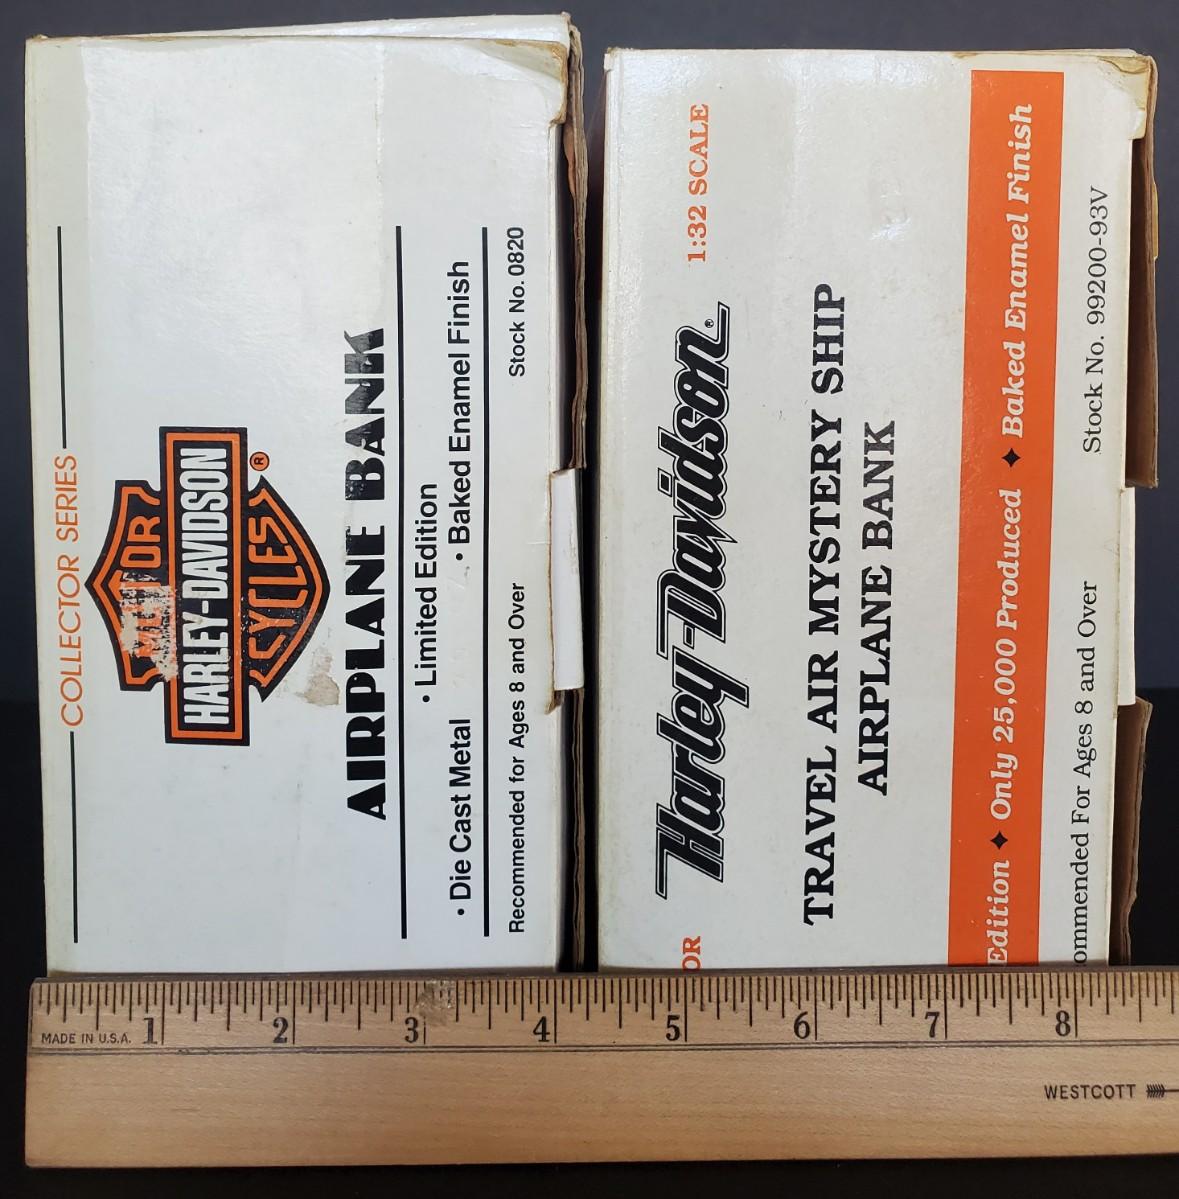 COLLECTOR SERIES
MOTOR
HARLEY-DAVIDSON
CYCLES
®
AIRPLANE BANK
• Limited Edition
• Die Cast Metal • Baked Enamel Finish
Recommended for Ages 8 and Over Stock No. 0820
OR 1:32 SCALE
Harley-Davidson®
TRAVEL AIR MYSTERY SHIP
AIRPLANE BANK
Edition ✦ Only 25,000 Produced ✦ Baked Enamel Finish
ommended For Ages 8 and Over Stock No. 99200-93V
1 2 3 4 5 6 7 8
MADE IN U.S.A.
WESTCOTT